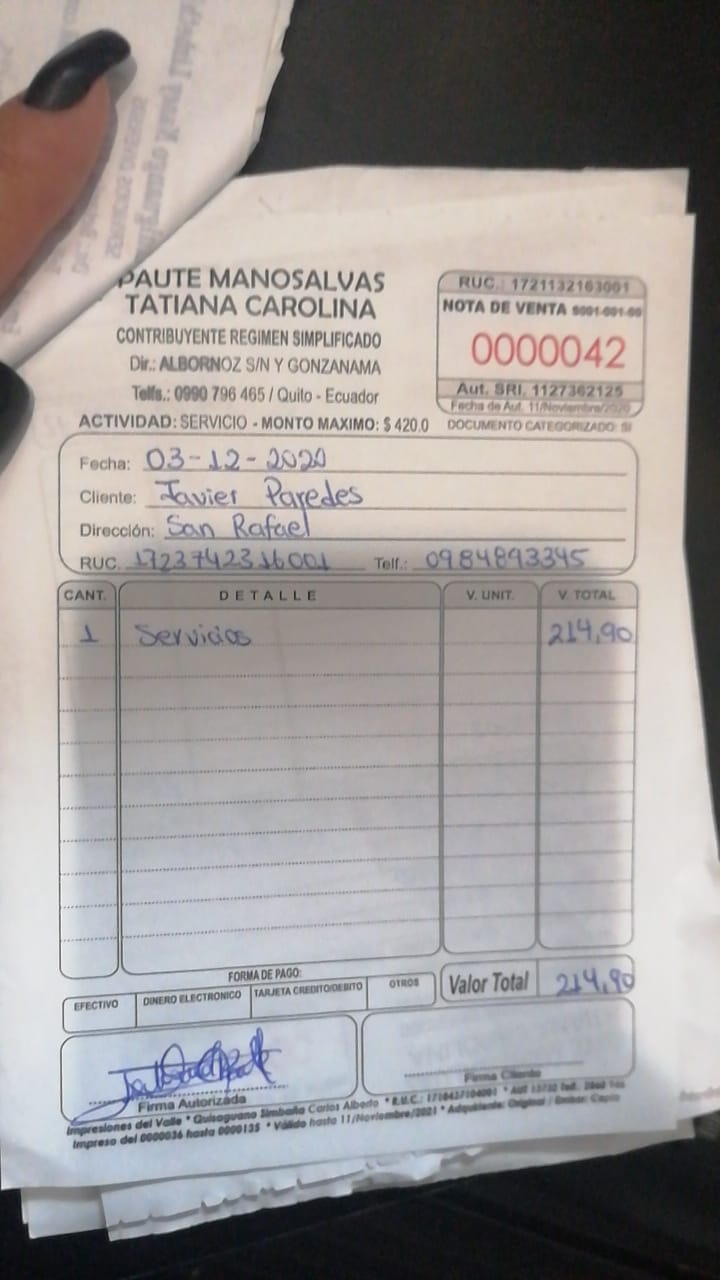 PAUTE MANOSALVAS
TATIANA CAROLINA
CONTRIBUYENTE REGIMEN SIMPLIFICADO
Dir.: ALBORNOZ S/N Y GONZANAMA
Telfs.: 0990 796 465 / Quito - Ecuador
ACTIVIDAD: SERVICIO - MONTO MAXIMO: $ 420.0
RUC.: 1721132163001
NOTA DE VENTA S001-001-00
0000042
Aut. SRI. 1127362125
Fecha de Aut. 11/Noviembre/2020
DOCUMENTO CATEGORIZADO: SI
Fecha: 03-12-2020
Cliente: Javier Paredes
Dirección: San Rafael
RUC. 1723742316001 Telf.: 0984893345
CANT. DETALLE V. UNIT. V. TOTAL
1 Servicios 214,90
FORMA DE PAGO:
EFECTIVO DINERO ELECTRONICO TARJETA CREDITO/DEBITO OTROS
Valor Total 214,90
Firma Autorizada Firma Cliente
Impresiones del Valle * Quisaguano Simbaña Carlos Alberto * R.U.C.: * Aut
Impreso del 0000036 hasta 0000135 * Válido hasta 11/Noviembre/2021 * Adquiriente: Original / Emisor: Copia